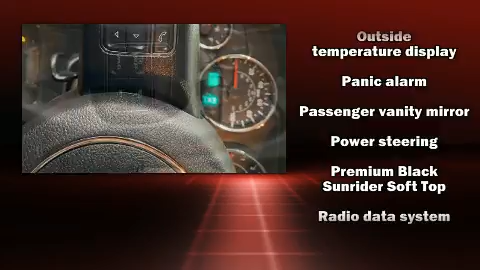 Outside
temperature display
Panic alarm
Passenger vanity mirror
Power steering
Premium Black
Sunrider Soft Top
Radio data system